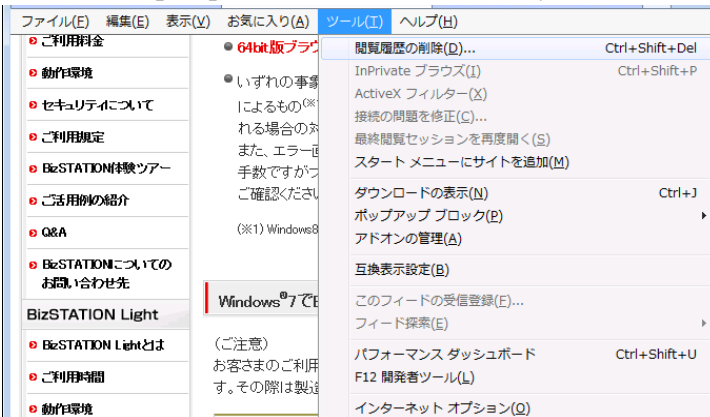 ファイル(F) 編集(E) 表示(V) お気に入り(A) ツール(T) ヘルプ(H)
ご利用料金
動作環境
セキュリティについて
ご利用規定
BizSTATION体験ツアー
ご活用例の紹介
Q&A
BizSTATIONについての
お問い合わせ先
BizSTATION Light
BizSTATION Lightとは
ご利用時間
動作環境
64bit版ブラウ
いずれの事象
によるもの(※
れる場合の対
また、エラー画
手数ですがつ
ご確認ください
(※1) Windows8
Windows®7でB
(ご注意)
お客さまのご利用
す。その際は製造
閲覧履歴の削除(D)... Ctrl+Shift+Del
InPrivate ブラウズ(I) Ctrl+Shift+P
ActiveX フィルター(X)
接続の問題を修正(C)...
最終閲覧セッションを再度開く(S)
スタート メニューにサイトを追加(M)
ダウンロードの表示(N) Ctrl+J
ポップアップ ブロック(P)
アドオンの管理(A)
互換表示設定(B)
このフィードの受信登録(F)...
フィード探索(E)
パフォーマンス ダッシュボード Ctrl+Shift+U
F12 開発者ツール(L)
インターネット オプション(O)